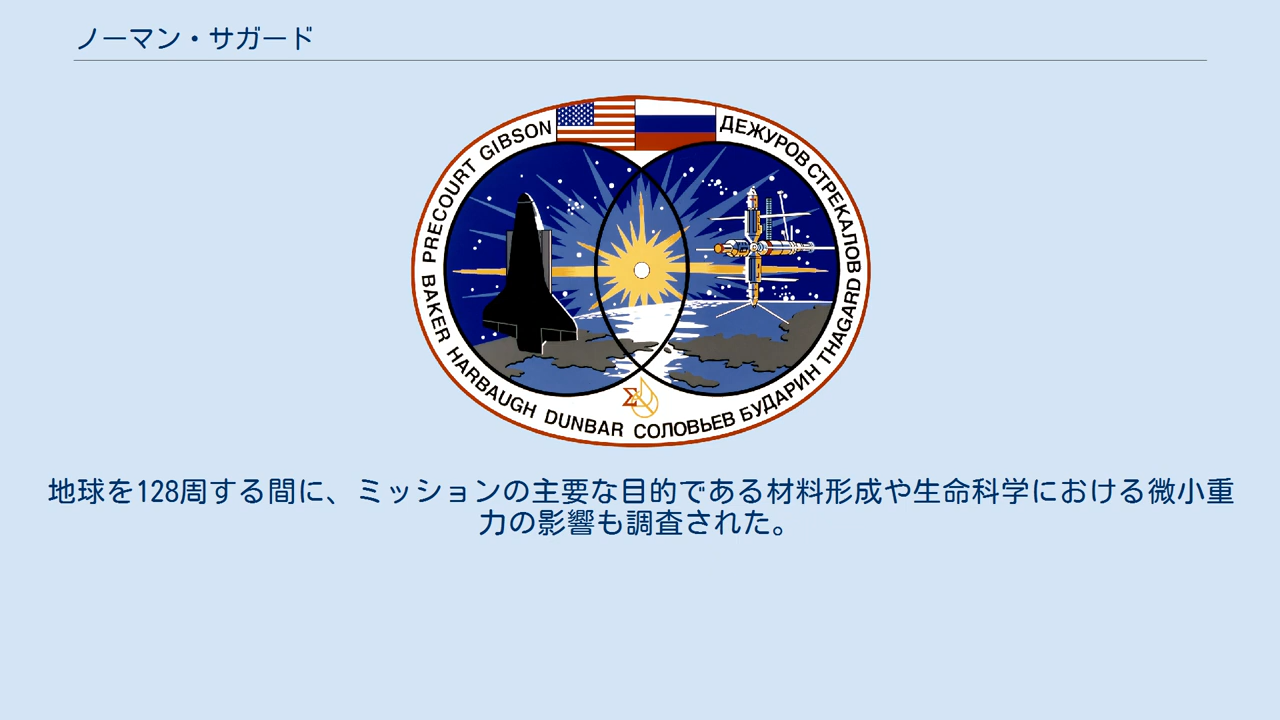 ノーマン・サガード
B PRECOURT GIBSON
ДЕЖУРОВ СТРЕКАЛОВ
BAKER HARBAUGH DUNBAR СОЛОВЬЕВ БУДАРИН THAGARD
地球を128周する間に、ミッションの主要な目的である材料形成や生命科学における微小重
力の影響も調査された。